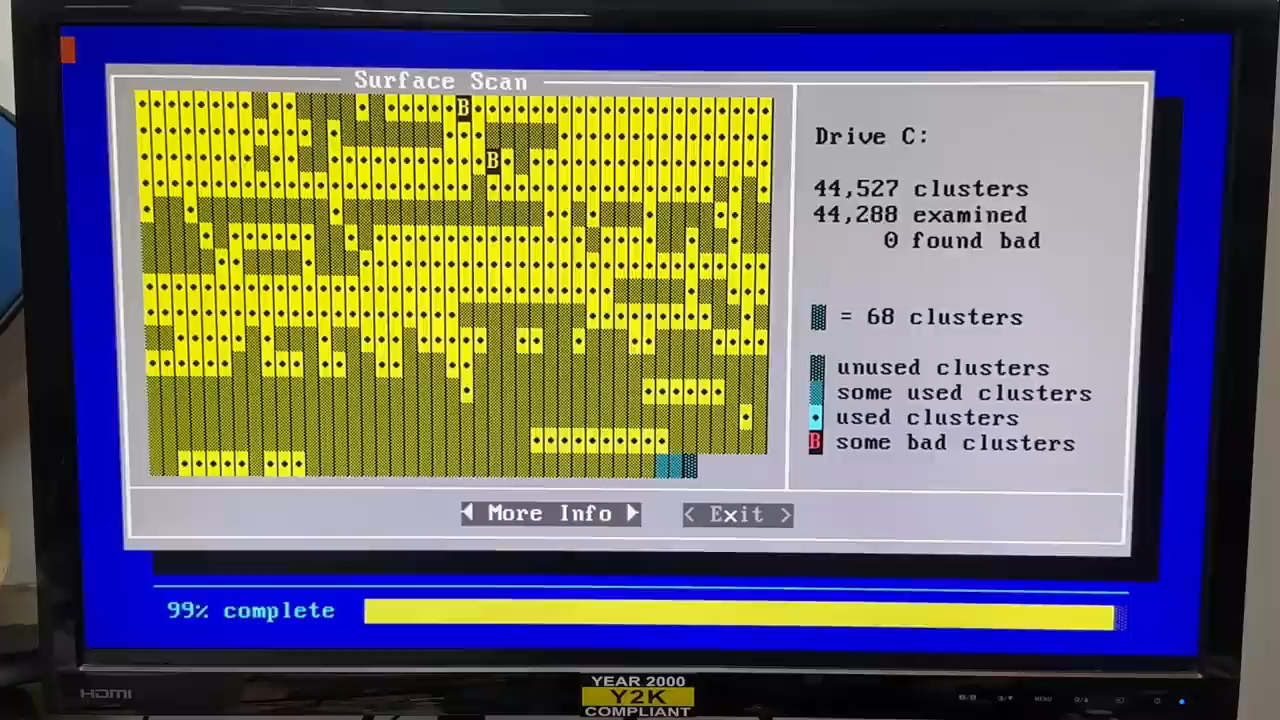 Surface Scan
B
B
Drive C:
44,527 clusters
44,288 examined
0 found bad
= 68 clusters
unused clusters
some used clusters
used clusters
B some bad clusters
◄ More Info ►
< Exit >
99% complete
HDMI
YEAR 2000
Y2K
COMPLIANT
MENU